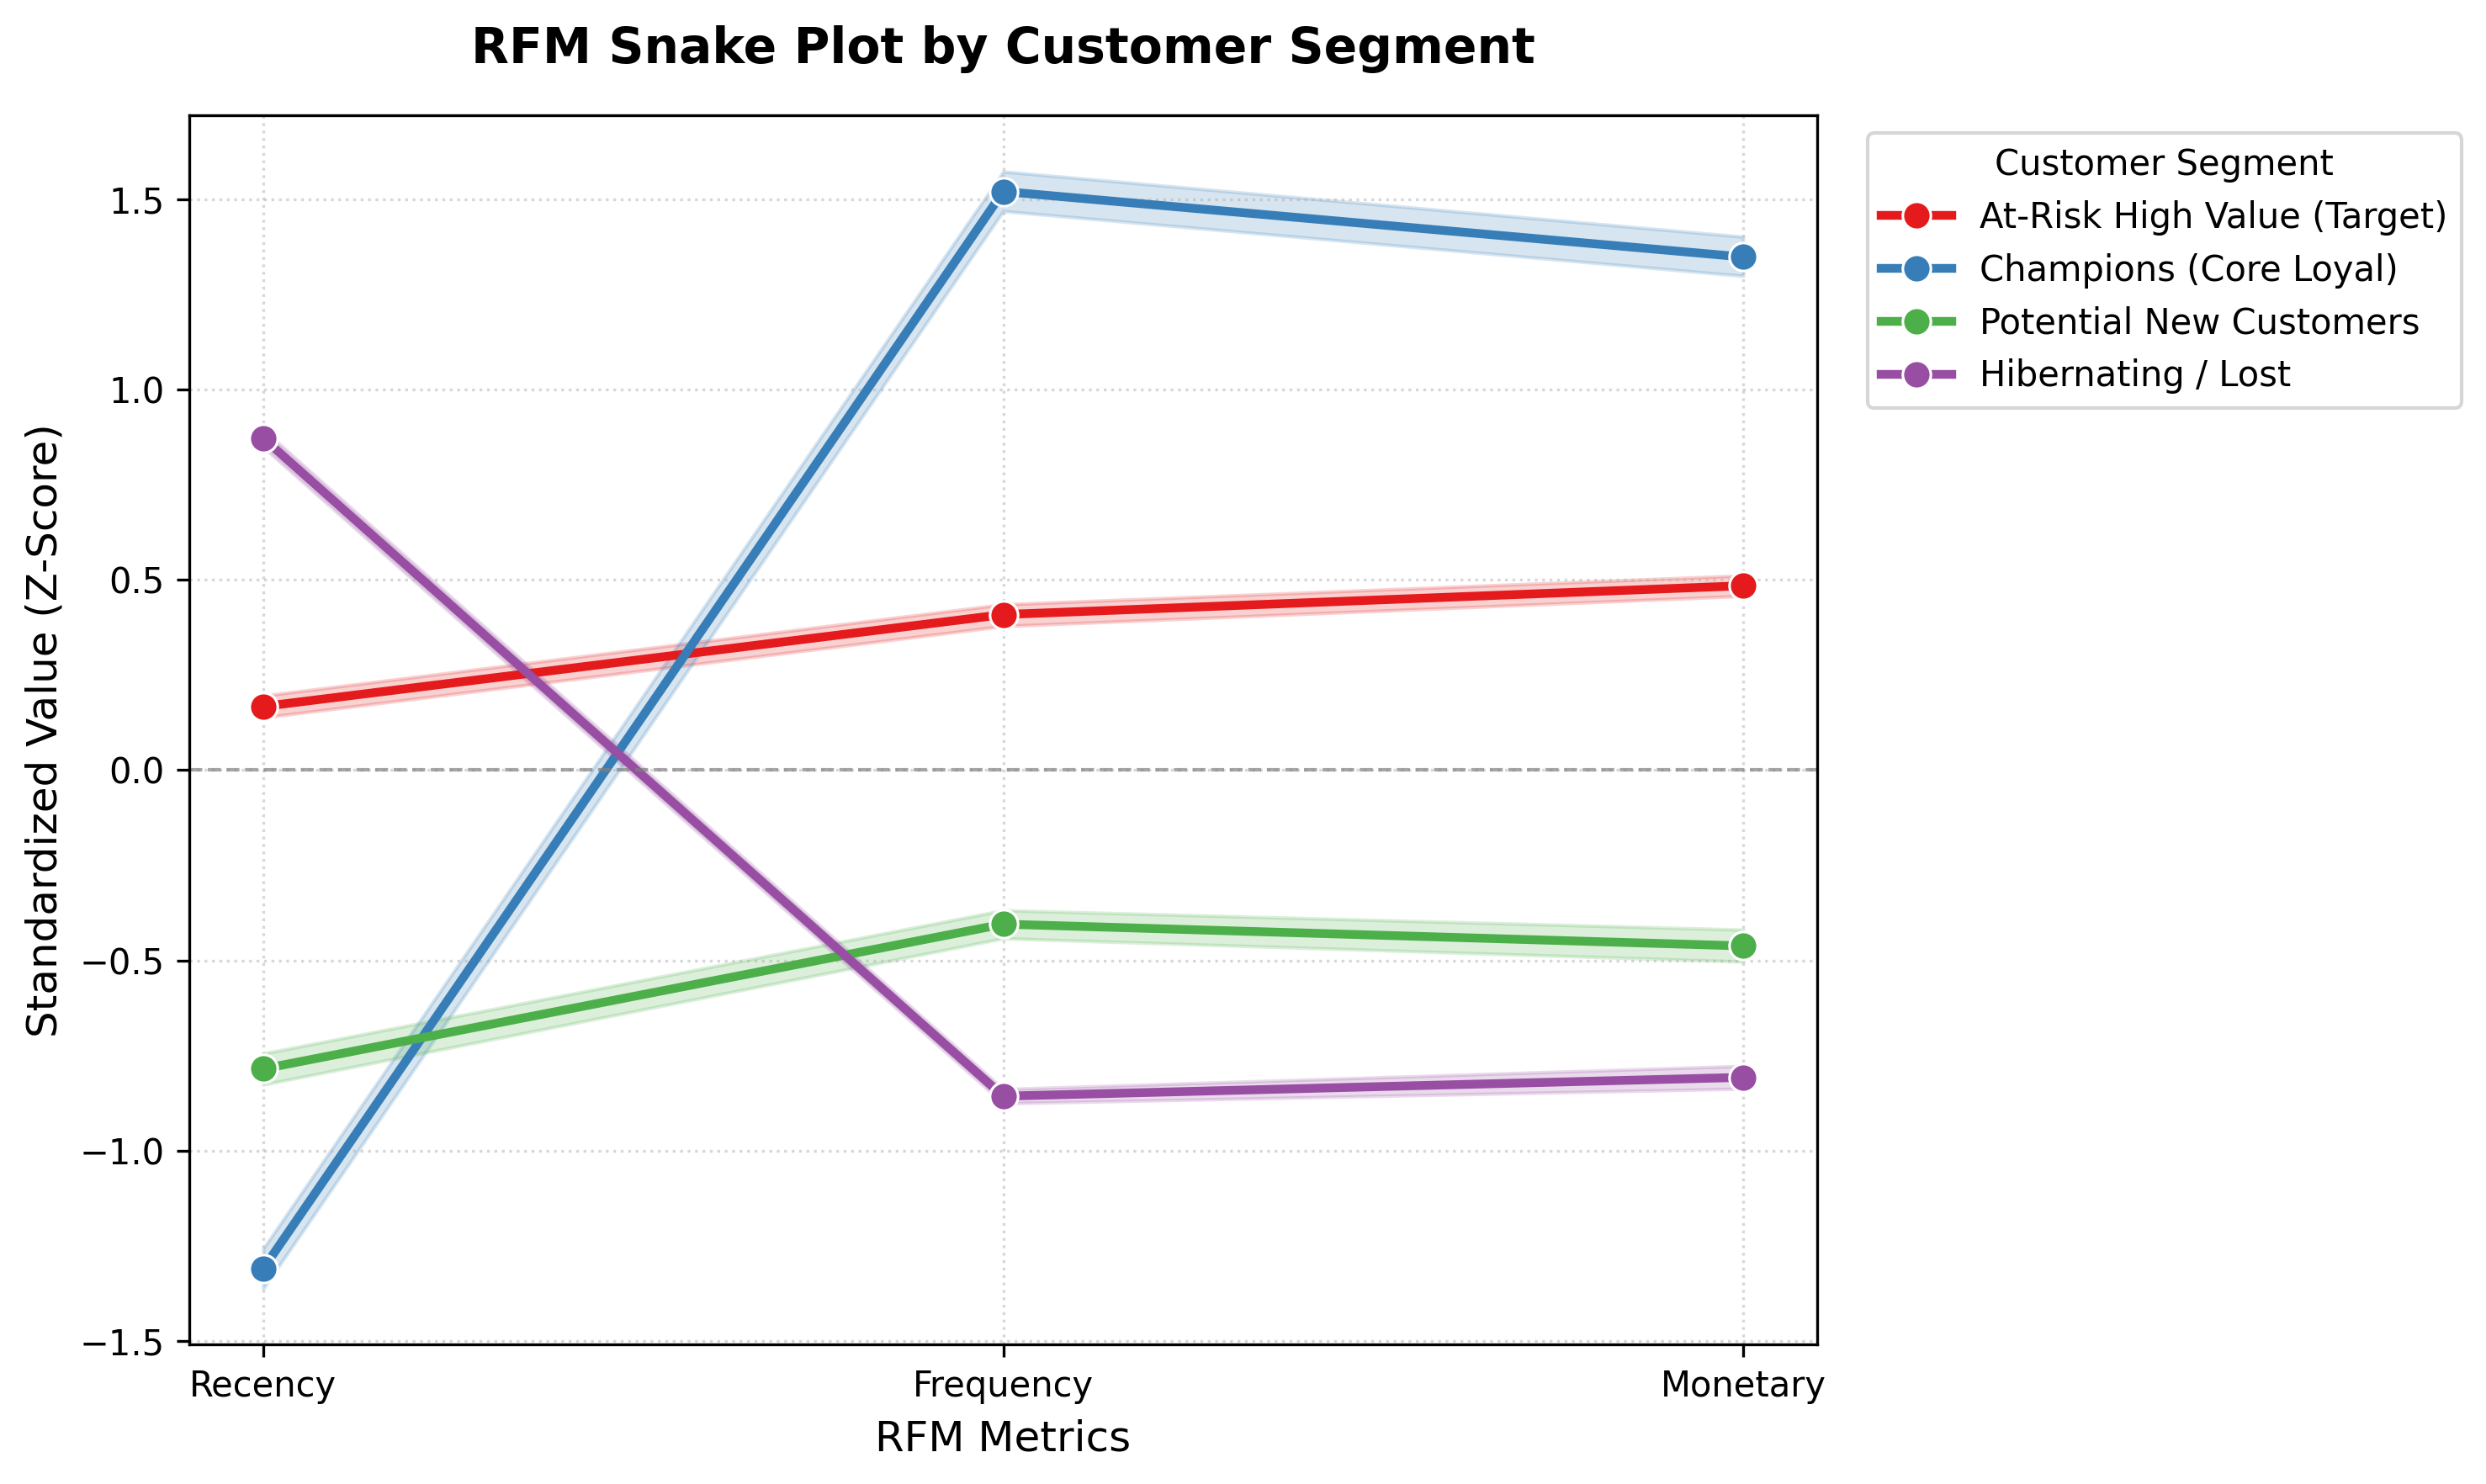 RFM Snake Plot by Customer Segment
Customer Segment
At-Risk High Value (Target)
Champions (Core Loyal)
Potential New Customers
Hibernating / Lost
Standardized Value (Z-Score)
1.5
1.0
0.5
0.0
−0.5
−1.0
−1.5
Recency
Frequency
Monetary
RFM Metrics